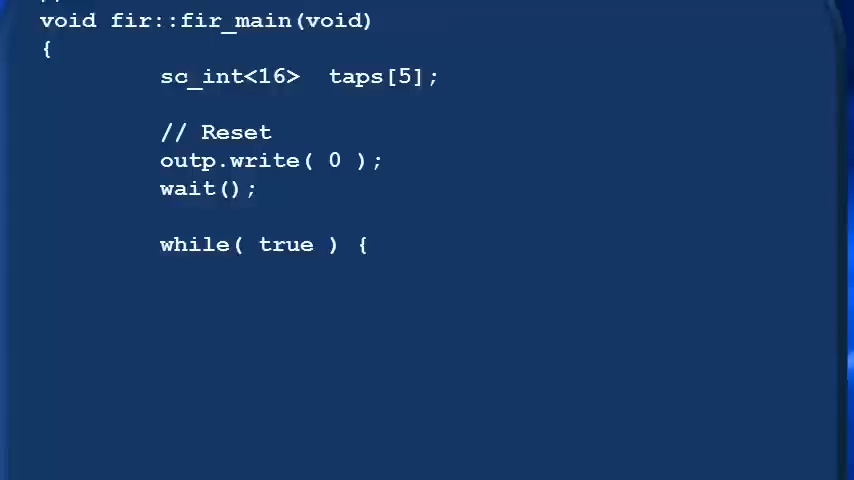 void fir::fir_main(void)
{
sc_int<16>  taps[5];
// Reset
outp.write( 0 );
wait();
while( true ) {